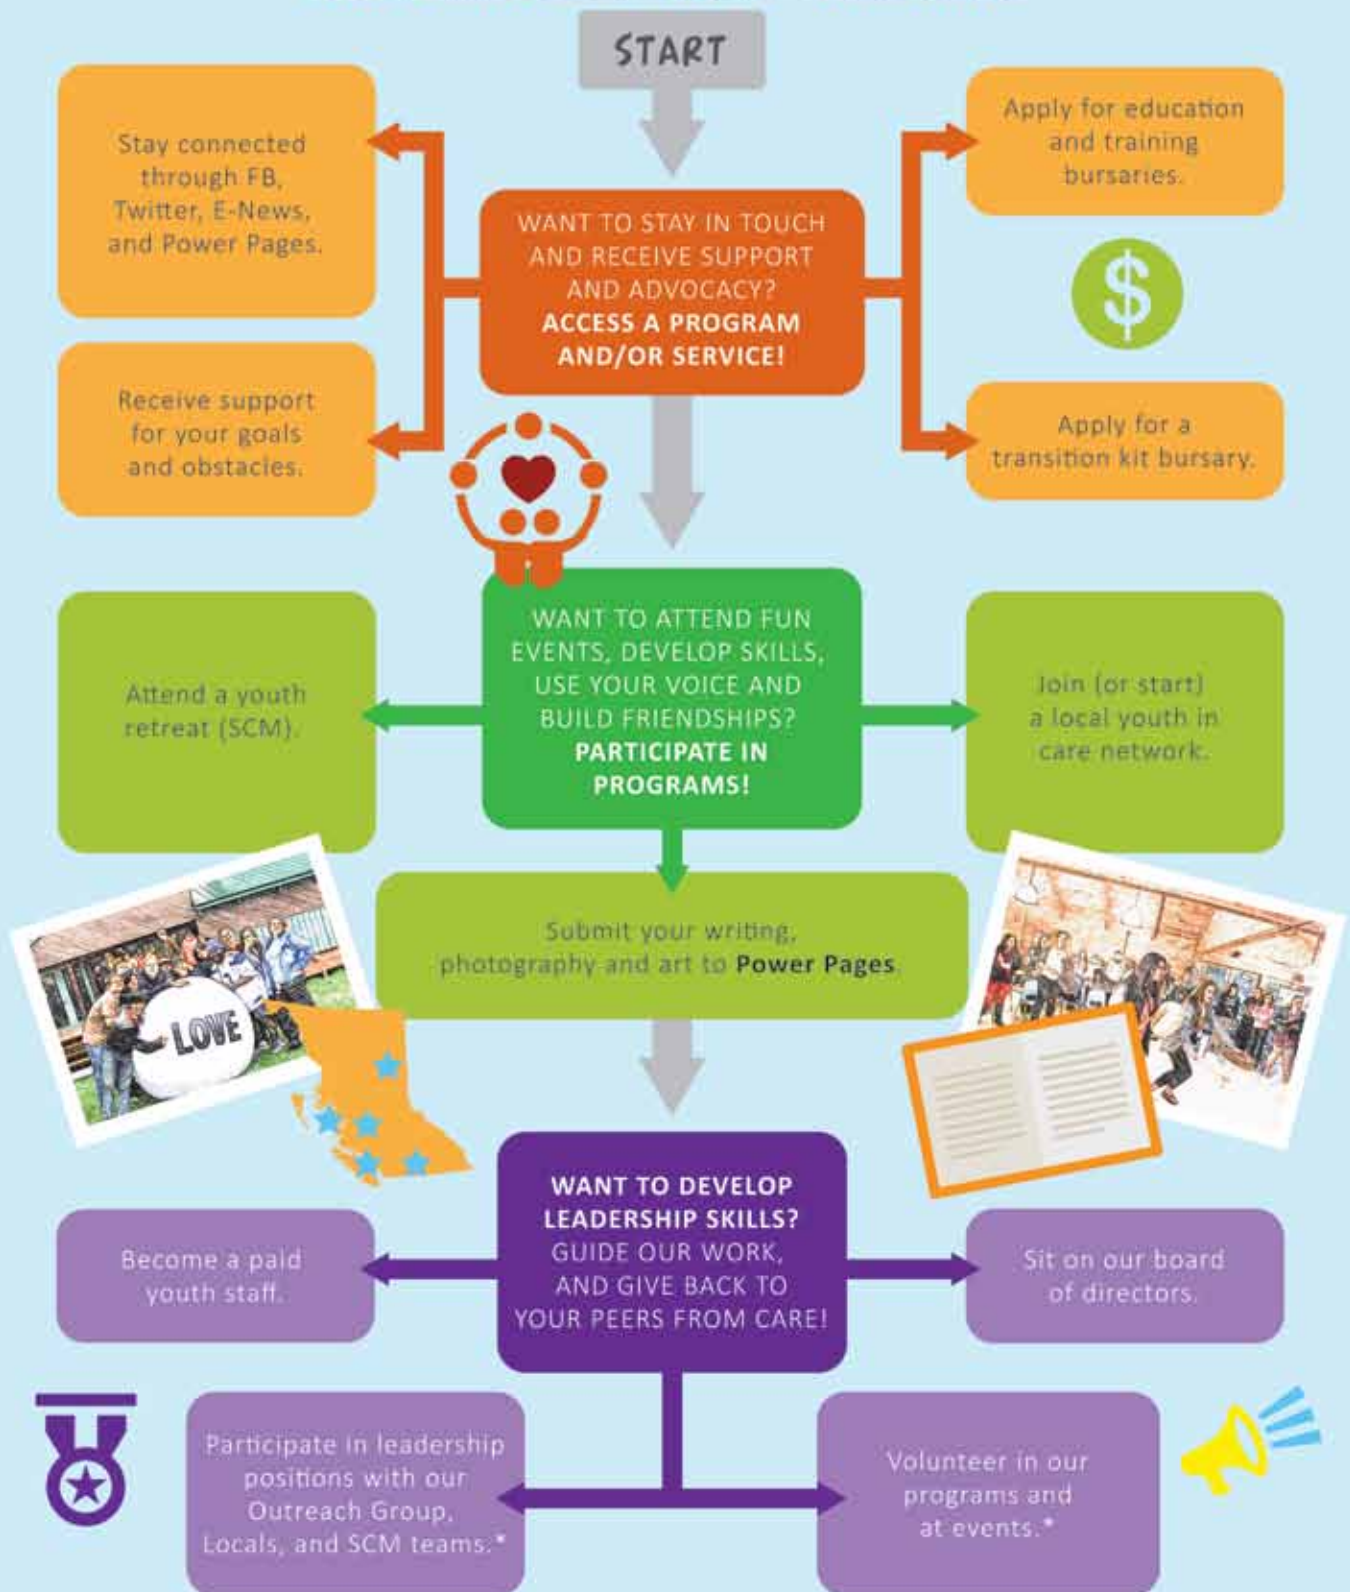 START
Stay connected
through FB,
Twitter, E-News,
and Power Pages.
Apply for education
and training
bursaries.
WANT TO STAY IN TOUCH
AND RECEIVE SUPPORT
AND ADVOCACY?
ACCESS A PROGRAM
AND/OR SERVICE!
Receive support
for your goals
and obstacles.
Apply for a
transition kit bursary.
WANT TO ATTEND FUN
EVENTS, DEVELOP SKILLS,
USE YOUR VOICE AND
BUILD FRIENDSHIPS?
PARTICIPATE IN
PROGRAMS!
Attend a youth
retreat (SCM).
Join (or start)
a local youth in
care network.
Submit your writing,
photography and art to Power Pages.
LOVE
WANT TO DEVELOP
LEADERSHIP SKILLS?
GUIDE OUR WORK,
AND GIVE BACK TO
YOUR PEERS FROM CARE!
Become a paid
youth staff.
Sit on our board
of directors.
Participate in leadership
positions with our
Outreach Group,
Locals, and SCM teams.*
Volunteer in our
programs and
at events.*